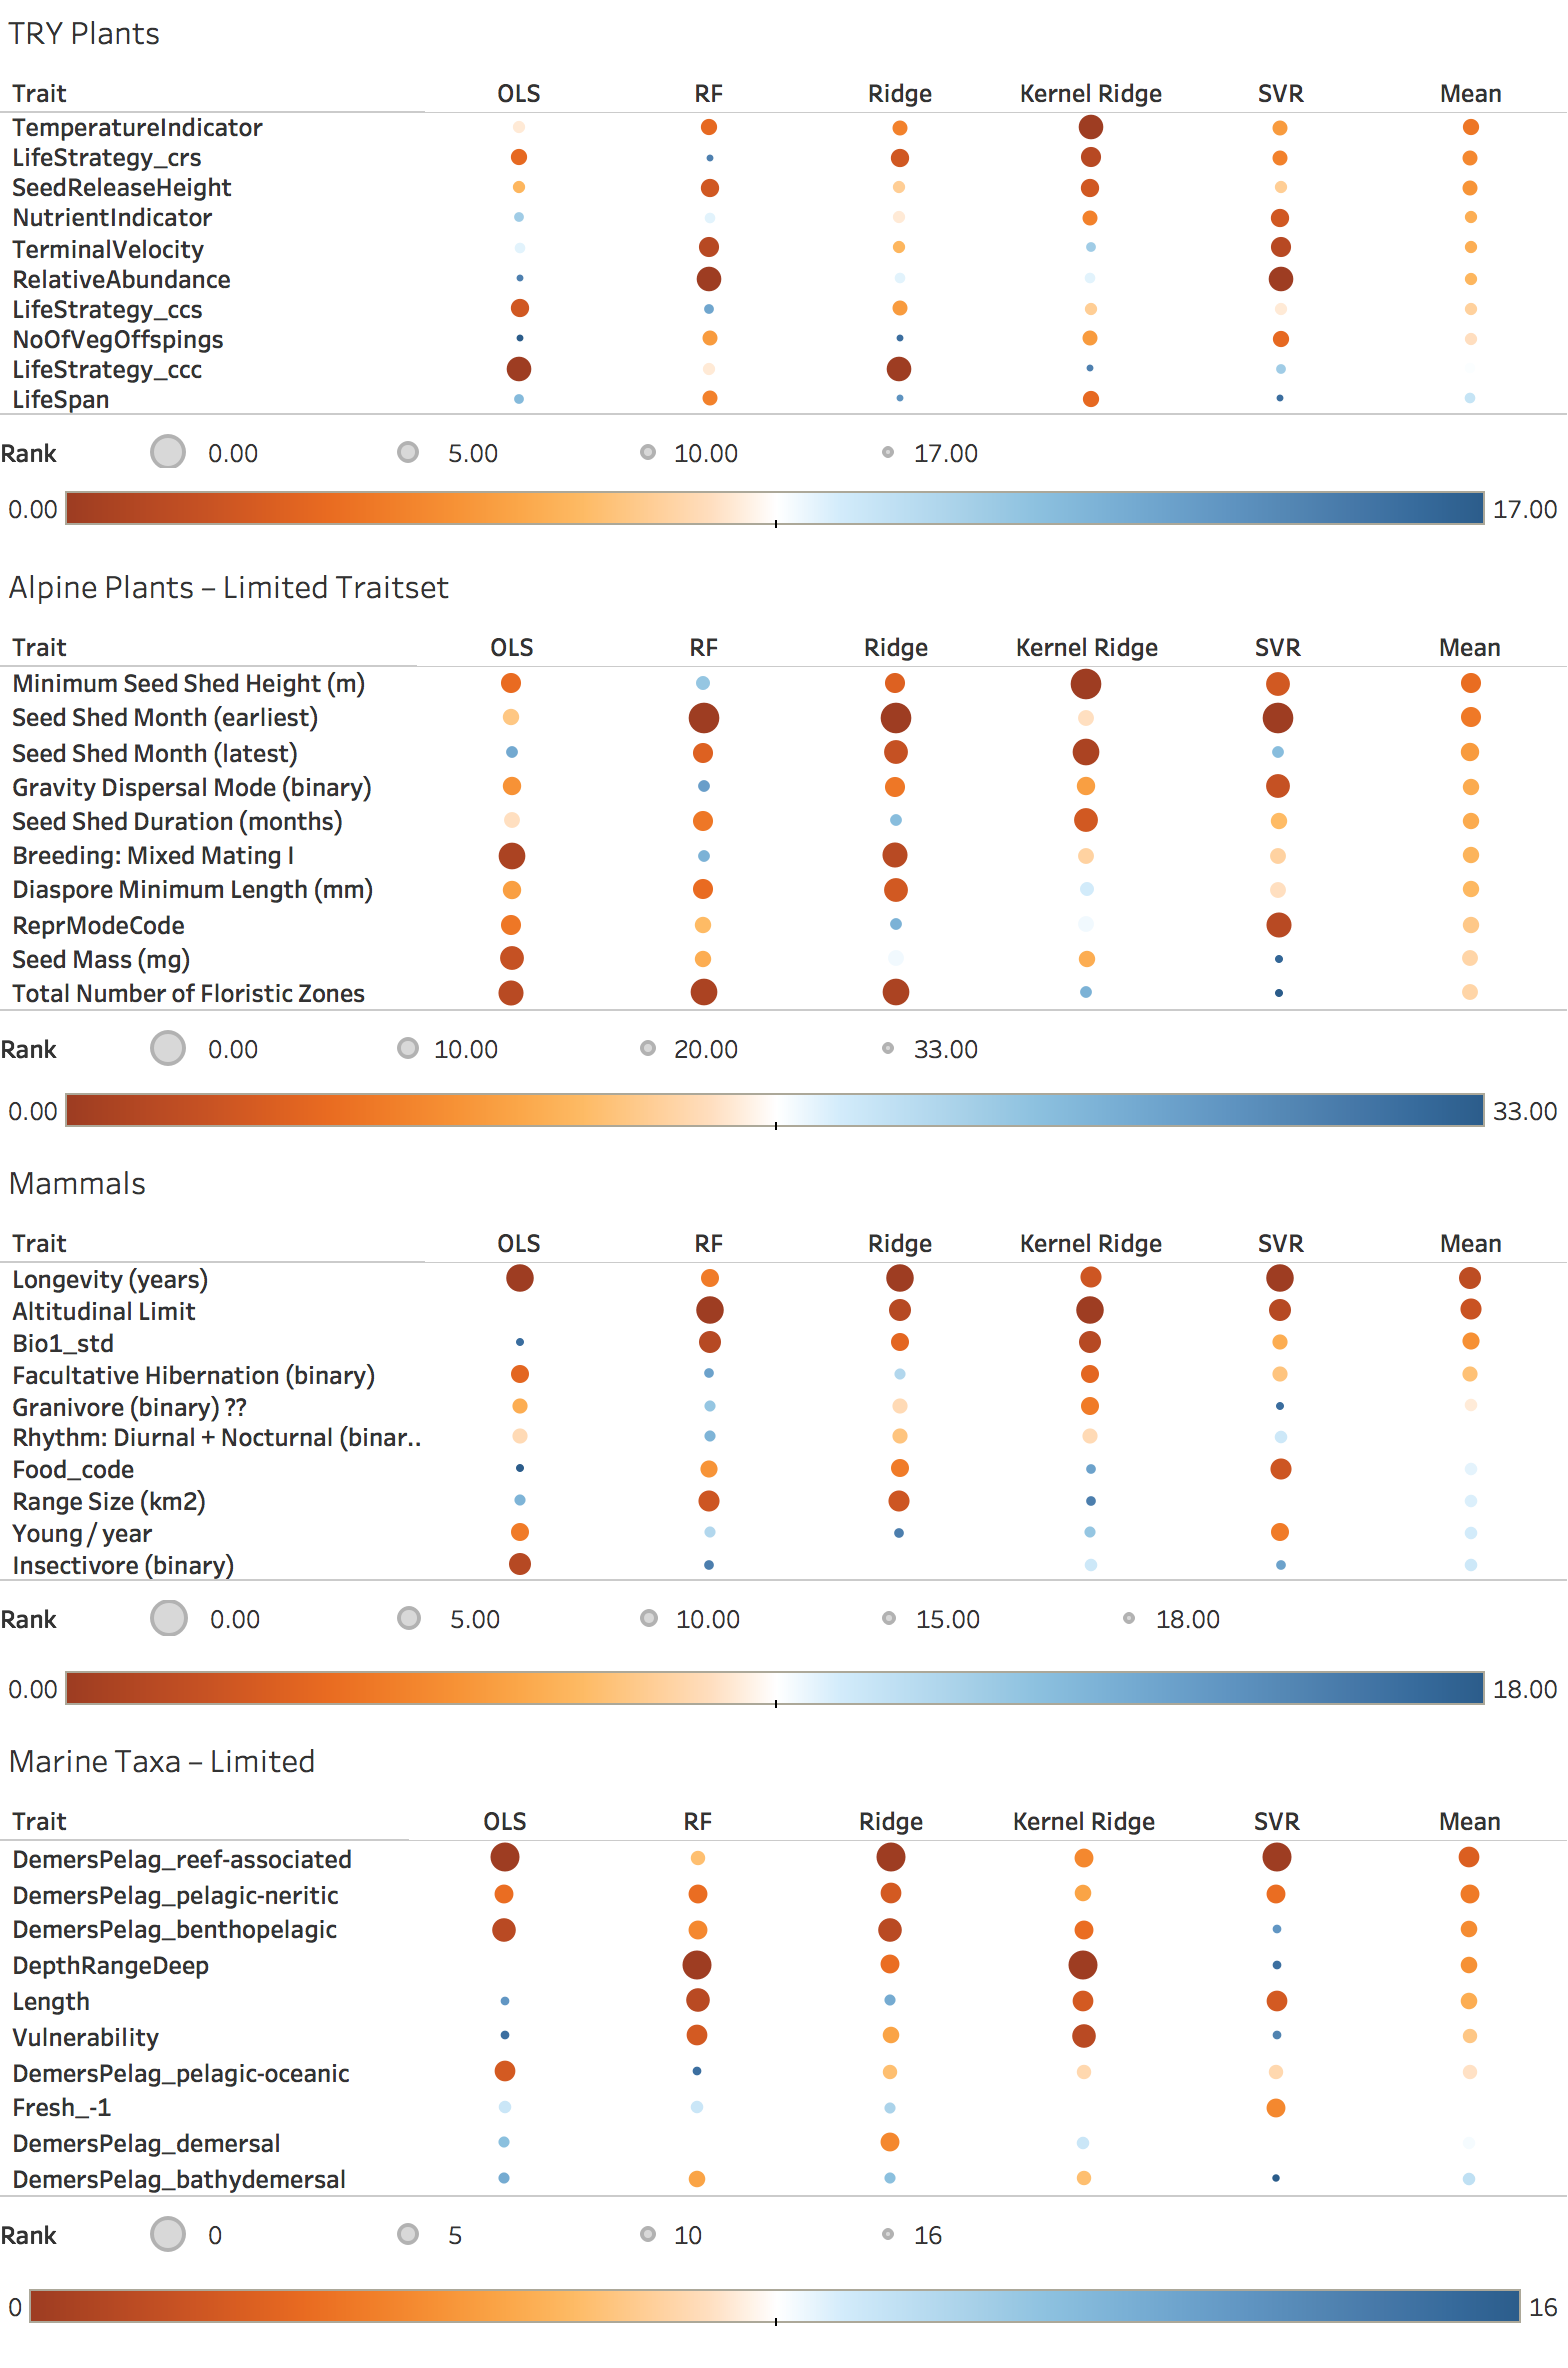 TRY Plants
Trait OLS RF Ridge Kernel Ridge SVR Mean
TemperatureIndicator
LifeStrategy_crs
SeedReleaseHeight
NutrientIndicator
TerminalVelocity
RelativeAbundance
LifeStrategy_ccs
NoOfVegOffspings
LifeStrategy_ccc
LifeSpan
Rank 0.00 5.00 10.00 17.00
0.00 17.00
Alpine Plants – Limited Traitset
Trait OLS RF Ridge Kernel Ridge SVR Mean
Minimum Seed Shed Height (m)
Seed Shed Month (earliest)
Seed Shed Month (latest)
Gravity Dispersal Mode (binary)
Seed Shed Duration (months)
Breeding: Mixed Mating I
Diaspore Minimum Length (mm)
ReprModeCode
Seed Mass (mg)
Total Number of Floristic Zones
Rank 0.00 10.00 20.00 33.00
0.00 33.00
Mammals
Trait OLS RF Ridge Kernel Ridge SVR Mean
Longevity (years)
Altitudinal Limit
Bio1_std
Facultative Hibernation (binary)
Granivore (binary) ??
Rhythm: Diurnal + Nocturnal (binar..
Food_code
Range Size (km2)
Young / year
Insectivore (binary)
Rank 0.00 5.00 10.00 15.00 18.00
0.00 18.00
Marine Taxa – Limited
Trait OLS RF Ridge Kernel Ridge SVR Mean
DemersPelag_reef-associated
DemersPelag_pelagic-neritic
DemersPelag_benthopelagic
DepthRangeDeep
Length
Vulnerability
DemersPelag_pelagic-oceanic
Fresh_-1
DemersPelag_demersal
DemersPelag_bathydemersal
Rank 0 5 10 16
0 16